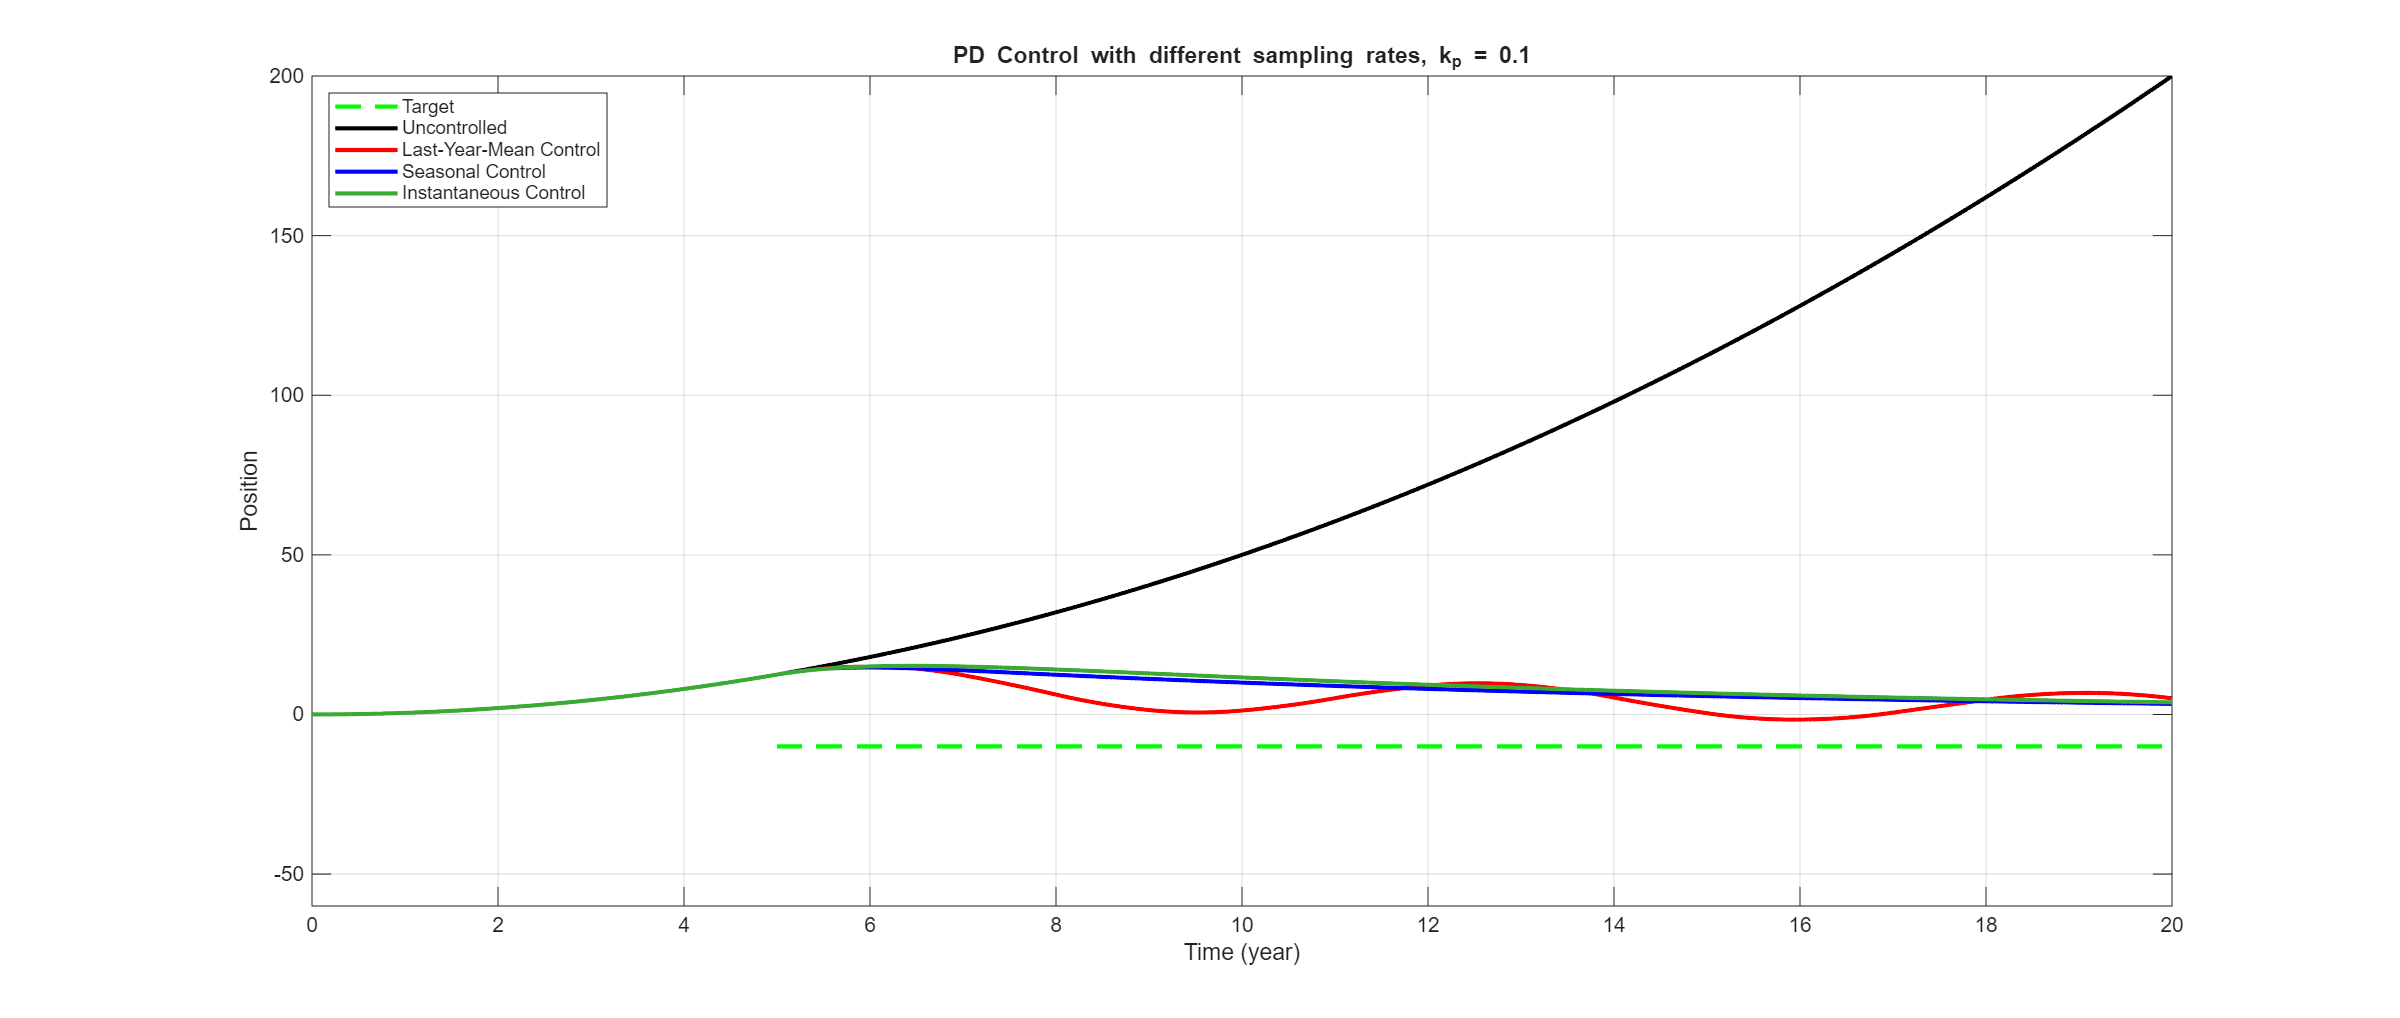 PD Control with different sampling rates, kp = 0.1
200
150
100
50
0
-50
Position
Target
Uncontrolled
Last-Year-Mean Control
Seasonal Control
Instantaneous Control
0 2 4 6 8 10 12 14 16 18 20
Time (year)